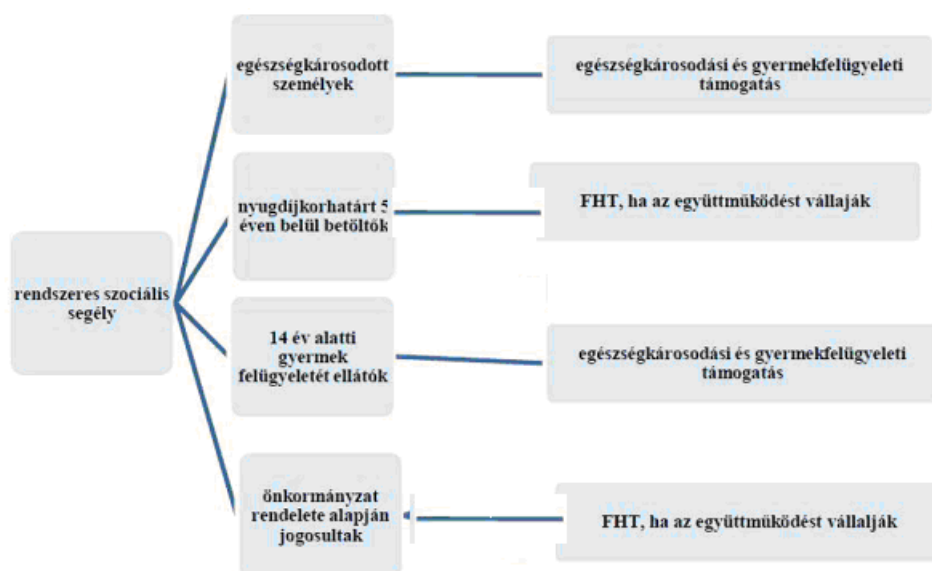 egészségkárosodott
személyek
egészségkárosodási és gyermekfelügyeleti
támogatás
nyugdíjkorhatárt 5
éven belül betöltők
FHT, ha az együttműködést vállaják
rendszeres szociális
segély
14 év alatti
gyermek
felügyeletét ellátók
egészségkárosodási és gyermekfelügyeleti
támogatás
önkormányzat
rendelete alapján
jogosultak
FHT, ha az együttműködést vállalják